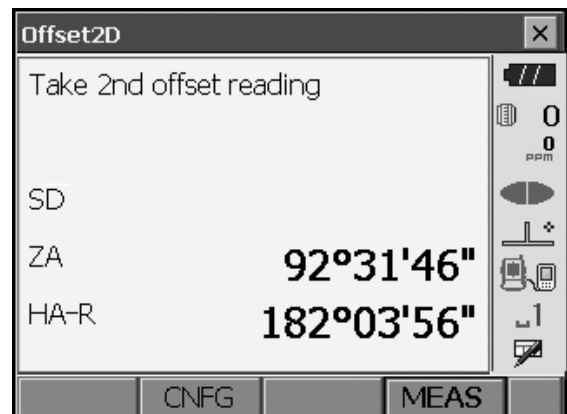 Offset2D
Take 2nd offset reading
0
0
PPM
SD
ZA 92°31'46"
HA-R 182°03'56"
1
CNFG MEAS